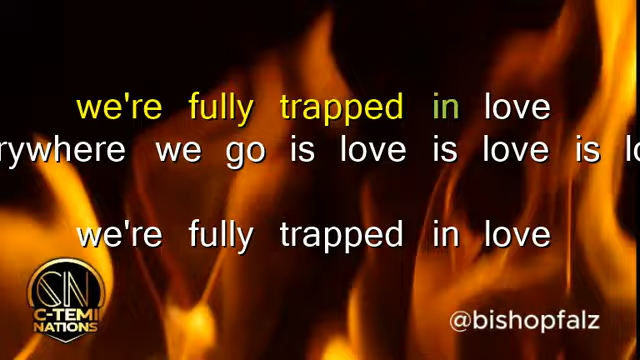 we're fully trapped in love
rywhere we go is love is love is lo
we're fully trapped in love
C-TEMI
NATIONS
@bishopfalz